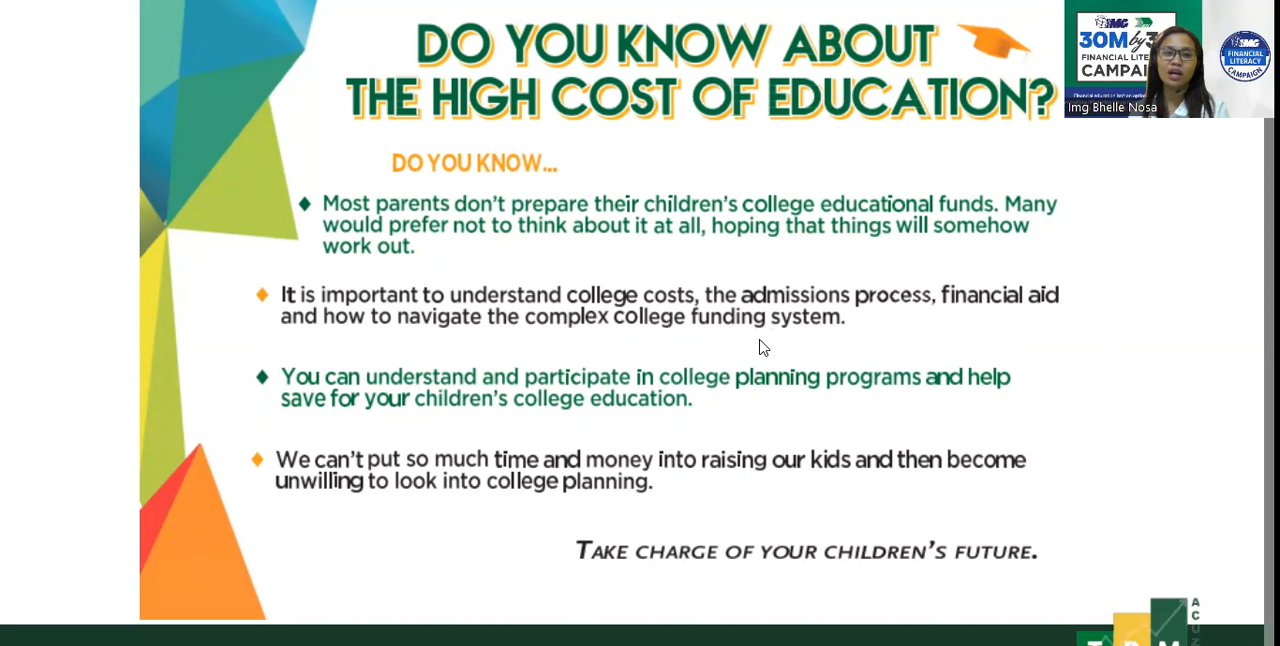 DO YOU KNOW ABOUT
THE HIGH COST OF EDUCATION?
DO YOU KNOW...
Most parents don't prepare their children's college educational funds. Many
would prefer not to think about it at all, hoping that things will somehow
work out.
It is important to understand college costs, the admissions process, financial aid
and how to navigate the complex college funding system.
You can understand and participate in college planning programs and help
save for your children's college education.
We can't put so much time and money into raising our kids and then become
unwilling to look into college planning.
TAKE CHARGE OF YOUR CHILDREN'S FUTURE.
IMG
30M by 3
FINANCIAL LITE
CAMPAI
Img Bhelle Nosa
IMG
FINANCIAL
LITERACY
CAMPAIGN